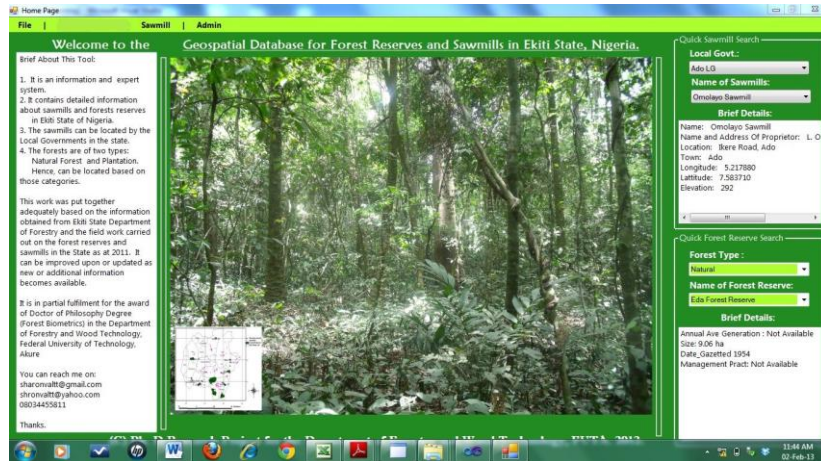 Home Page
File | Sawmill | Admin
Welcome to the Geospatial Database for Forest Reserves and Sawmills in Ekiti State, Nigeria.
Brief About This Tool:
1. It is an information and expert
system.
2. It contains detailed information
about sawmills and forests reserves
in Ekiti State of Nigeria.
3. The sawmills can be located by the
Local Governments in the state.
4. The forests are of two types:
Natural Forest and Plantation.
Hence, can be located based on
those categories.
This work was put together
adequately based on the information
obtained from Ekiti State Department
of Forestry and the field work carried
out on the forest reserves and
sawmills in the State as at 2011. It
can be improved upon or updated as
new or additional information
becomes available.
It is in partial fulfilment for the award
of Doctor of Philosophy Degree
(Forest Biometrics) in the Department
of Forestry and Wood Technology,
Federal University of Technology,
Akure
You can reach me on:
sharonvaltt@gmail.com
shronvaltt@yahoo.com
08034455811
Thanks.
Quick Sawmill Search
Local Govt.:
Ado LG
Name of Sawmills:
Omolayo Sawmill
Brief Details:
Name: Omolayo Sawmill
Name and Address Of Proprietor: L. O
Location: Ikere Road, Ado
Town: Ado
Longitude: 5.217880
Lattitude: 7.583710
Elevation: 292
Quick Forest Reserve Search
Forest Type :
Natural
Name of Forest Reserve:
Eda Forest Reserve
Brief Details:
Annual Ave Generation : Not Available
Size: 9.06 ha
Date_Gazetted 1954
Management Pract: Not Available
11:44 AM
02-Feb-13